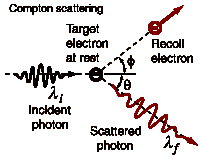 Compton scattering
Target
electron
at rest
Recoil
electron
e
e
ϕ
θ
λi
Incident
photon
Scattered
photon
λf